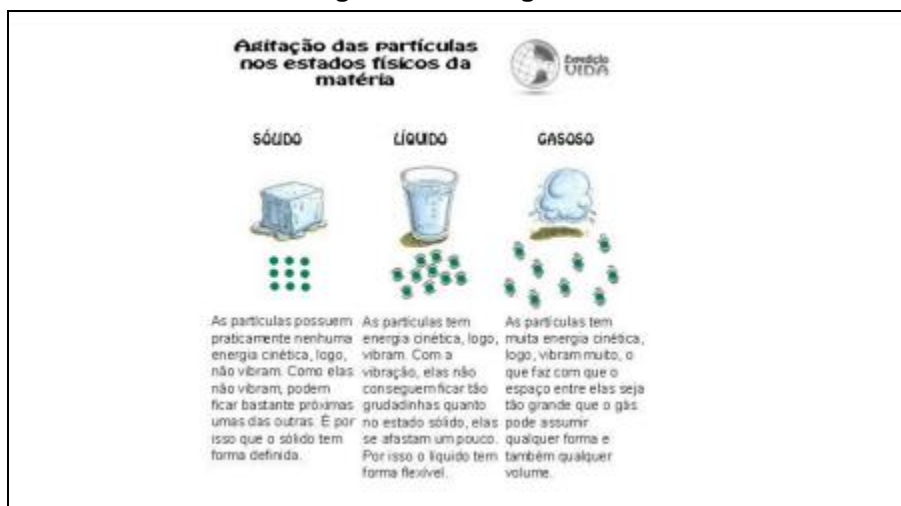 Agitação das partículas
nos estados físicos da
matéria
VIDA
SÓLIDO
LÍQUIDO
GASOSO
As partículas possuem
praticamente nenhuma
energia cinética, logo,
não vibram. Como elas
não vibram, podem
ficar bastante próximas
umas das outras. É por
isso que o sólido tem
forma definida.
As partículas tem
energia cinética, logo,
vibram. Com a
vibração, elas não
conseguem ficar tão
grudadinhas quanto
no estado sólido, elas
se afastam um pouco.
Por isso o líquido tem
forma flexível.
As partículas tem
muita energia cinética,
logo, vibram muito, o
que faz com que o
espaço entre elas seja
tão grande que o gás
pode assumir
qualquer forma e
também qualquer
volume.